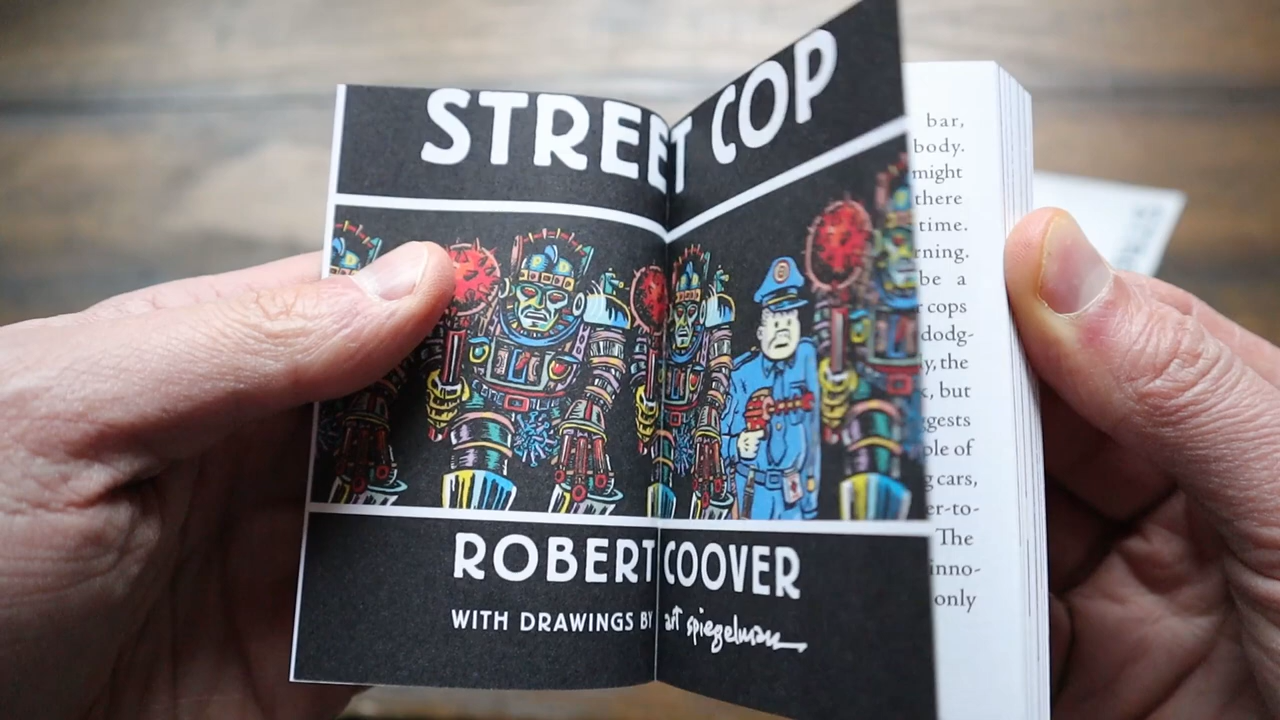 STREET COP
ROBERT COOVER
WITH DRAWINGS BY art spiegelman
bar,
body.
might
there
time.
rning.
be a
r cops
dodg-
y, the
k, but
ggests
ple of
g cars,
er-to-
The
inno-
only